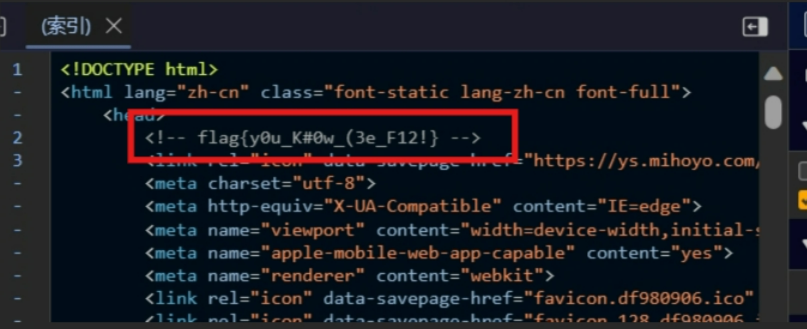 (索引)
1 <!DOCTYPE html>
- <html lang="zh-cn" class="font-static lang-zh-cn font-full">
- <head>
2 <!-- flag{y0u_K#0w_(3e_F12!} -->
3 <link rel="icon" data-savepage-href="https://ys.mihoyo.com/
- <meta charset="utf-8">
- <meta http-equiv="X-UA-Compatible" content="IE=edge">
- <meta name="viewport" content="width=device-width,initial-s
- <meta name="apple-mobile-web-app-capable" content="yes">
- <meta name="renderer" content="webkit">
- <link rel="icon" data-savepage-href="favicon.df980906.ico"
- <link rel="icon" data-savepage-href="favicon_128.df980906.ic